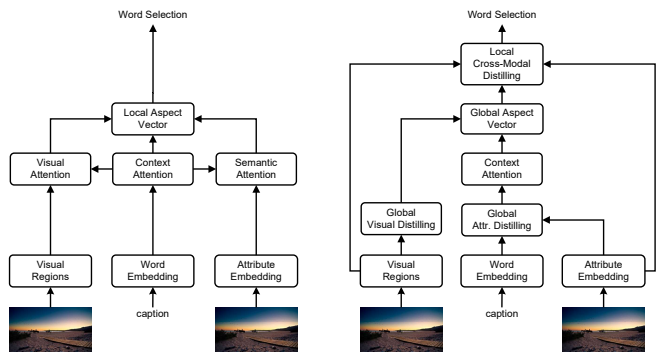 Word Selection
Local Aspect
Vector
Visual
Attention
Context
Attention
Semantic
Attention
Visual
Regions
Word
Embedding
Attribute
Embedding
caption
Word Selection
Local
Cross-Modal
Distilling
Global Aspect
Vector
Context
Attention
Global
Visual Distilling
Global
Attr. Distilling
Visual
Regions
Word
Embedding
Attribute
Embedding
caption